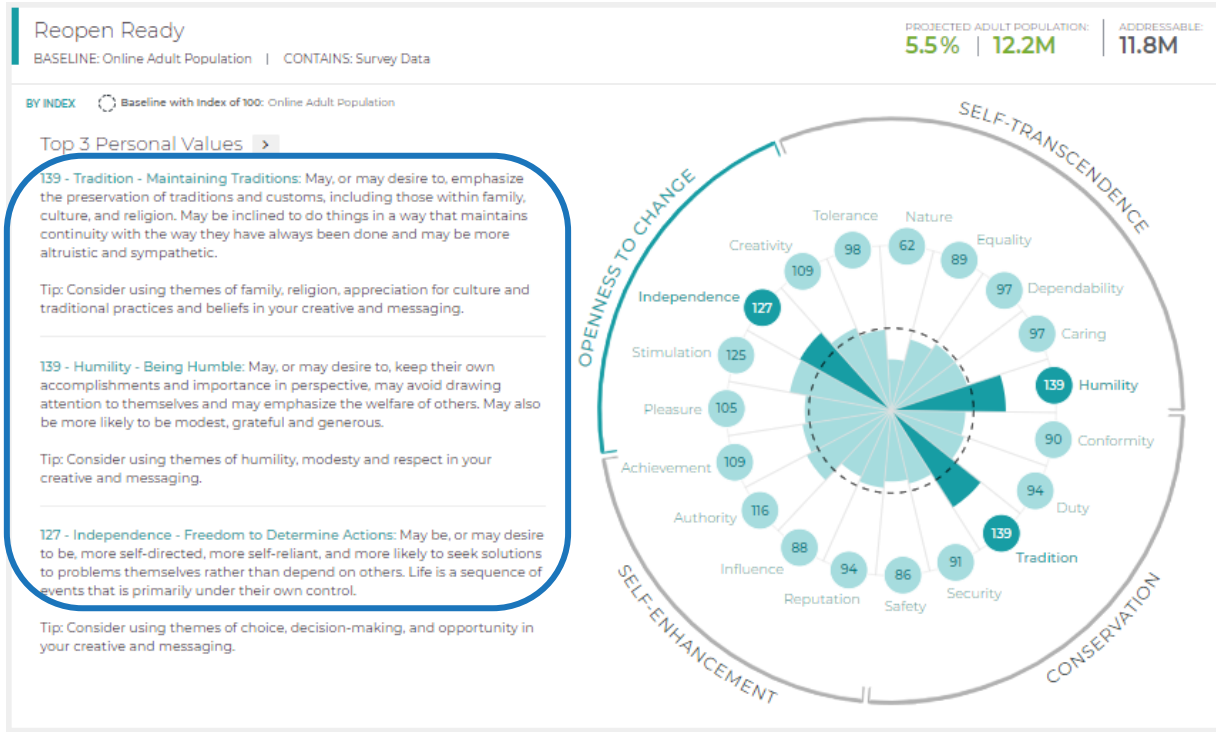 Reopen Ready
BASELINE: Online Adult Population | CONTAINS: Survey Data
PROJECTED ADULT POPULATION:
5.5% | 12.2M
ADDRESSABLE:
11.8M
BY INDEX Baseline with Index of 100: Online Adult Population
Top 3 Personal Values >
139 - Tradition - Maintaining Traditions: May, or may desire to, emphasize
the preservation of traditions and customs, including those within family,
culture, and religion. May be inclined to do things in a way that maintains
continuity with the way they have always been done and may be more
altruistic and sympathetic.
Tip: Consider using themes of family, religion, appreciation for culture and
traditional practices and beliefs in your creative and messaging.
139 - Humility - Being Humble: May, or may desire to, keep their own
accomplishments and importance in perspective, may avoid drawing
attention to themselves and may emphasize the welfare of others. May also
be more likely to be modest, grateful and generous.
Tip: Consider using themes of humility, modesty and respect in your
creative and messaging.
127 - Independence - Freedom to Determine Actions: May be, or may desire
to be, more self-directed, more self-reliant, and more likely to seek solutions
to problems themselves rather than depend on others. Life is a sequence of
events that is primarily under their own control.
Tip: Consider using themes of choice, decision-making, and opportunity in
your creative and messaging.
SELF-TRANSCENDENCE
Nature 62
Equality 89
Dependability 97
Caring 97
Humility 139
CONSERVATION
Conformity 90
Duty 94
Tradition 139
Security 91
Safety 86
SELF-ENHANCEMENT
Reputation 94
Influence 88
Authority 116
Achievement 109
OPENNESS TO CHANGE
Pleasure 105
Stimulation 125
Independence 127
Creativity 109
Tolerance 98